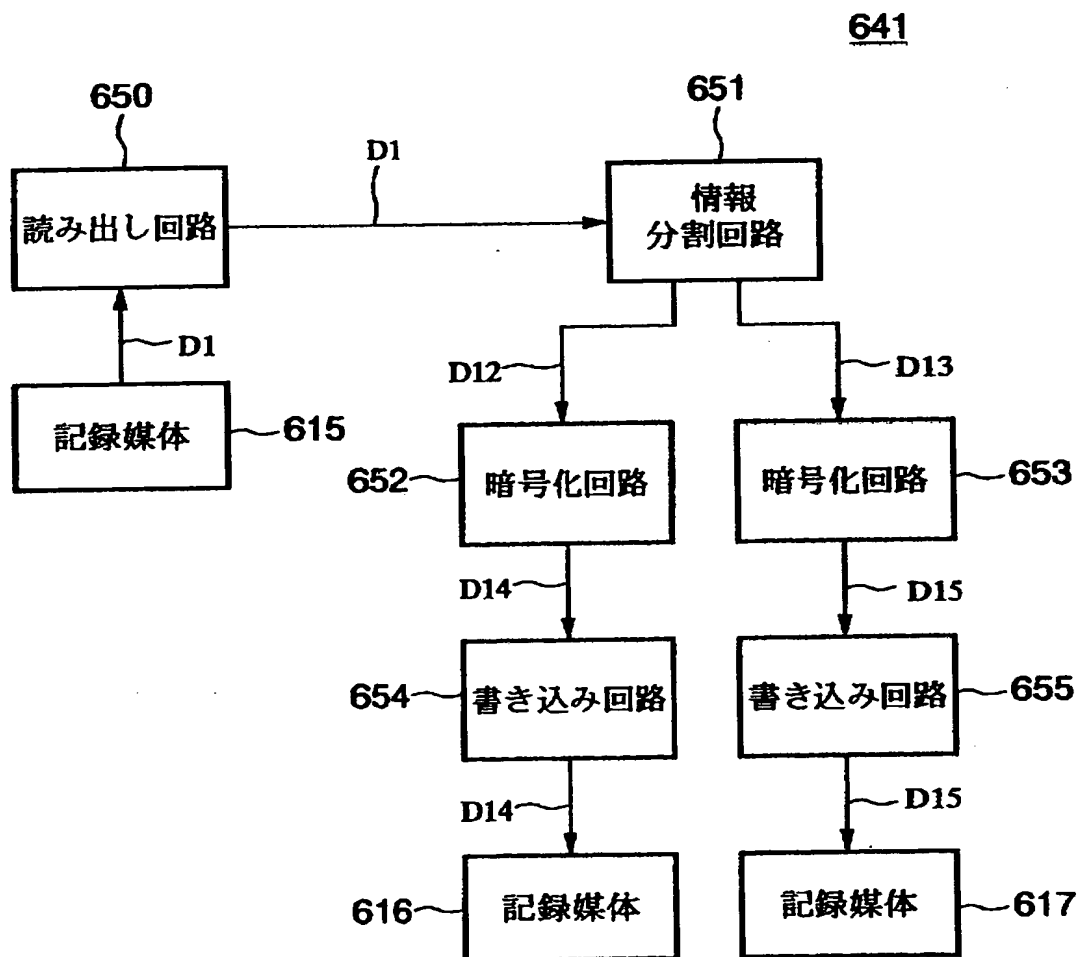 641
650
651
D1
読み出し回路
情報
分割回路
D1
D12
D13
記録媒体
615
652
暗号化回路
暗号化回路
653
D14
D15
654
書き込み回路
書き込み回路
655
D14
D15
616
記録媒体
記録媒体
617